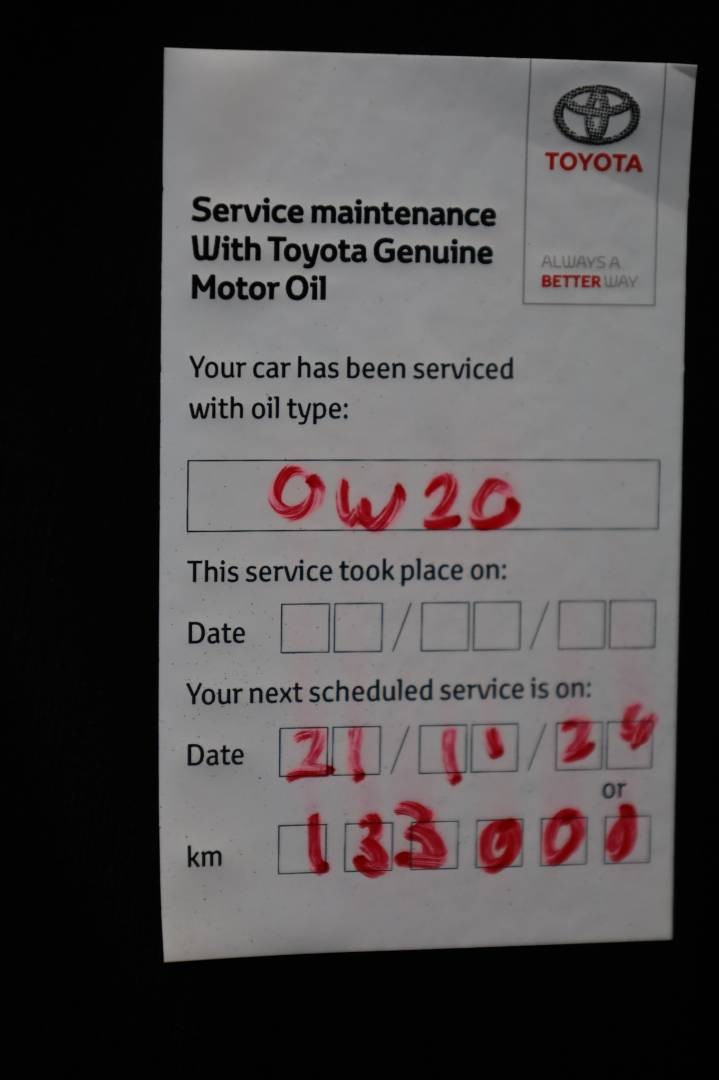 TOYOTA
ALWAYS A
BETTER WAY
Service maintenance
With Toyota Genuine
Motor Oil
Your car has been serviced
with oil type:
0W20
This service took place on:
Date / /
Your next scheduled service is on:
Date 21/11/24
or
km 133000